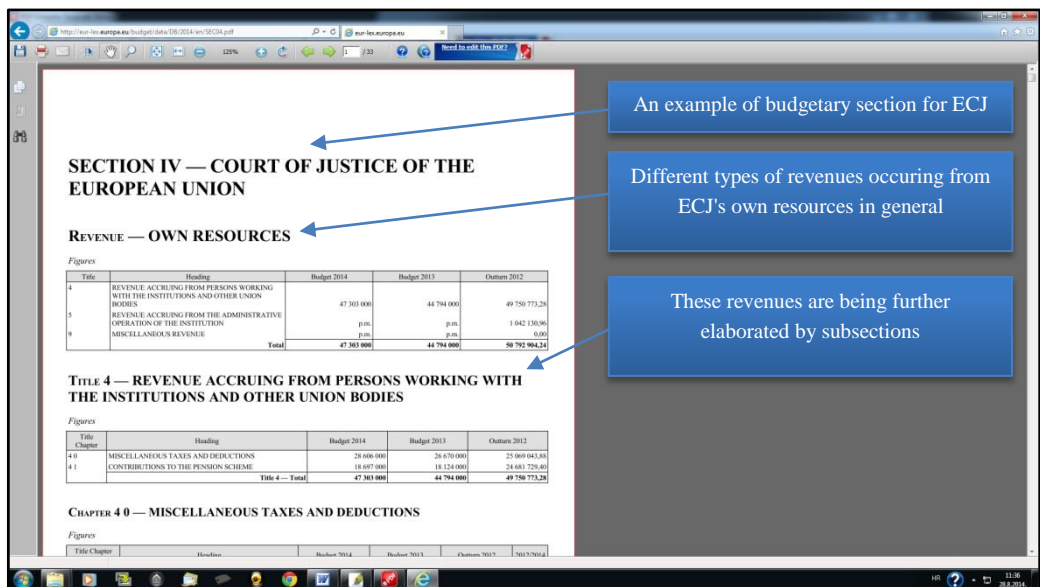 http://eur-lex.europa.eu/budget/data/DB/2014/en/SEC04.pdf
eur-lex.europa.eu
125%
1 / 33
Need to edit this PDF?
An example of budgetary section for ECJ
SECTION IV — COURT OF JUSTICE OF THE
EUROPEAN UNION
Different types of revenues occuring from
ECJ's own resources in general
REVENUE — OWN RESOURCES
Figures
Title Heading Budget 2014 Budget 2013 Outturn 2012
4 REVENUE ACCRUING FROM PERSONS WORKING
WITH THE INSTITUTIONS AND OTHER UNION
BODIES 47 303 000 44 794 000 49 750 773,28
5 REVENUE ACCRUING FROM THE ADMINISTRATIVE
OPERATION OF THE INSTITUTION p.m. p.m. 1 042 130,96
9 MISCELLANEOUS REVENUE p.m. p.m. 0,00
Total 47 303 000 44 794 000 50 792 904,24
These revenues are being further
elaborated by subsections
TITLE 4 — REVENUE ACCRUING FROM PERSONS WORKING WITH
THE INSTITUTIONS AND OTHER UNION BODIES
Figures
Title
Chapter Heading Budget 2014 Budget 2013 Outturn 2012
4 0 MISCELLANEOUS TAXES AND DEDUCTIONS 28 606 000 26 670 000 25 069 043,88
4 1 CONTRIBUTIONS TO THE PENSION SCHEME 18 697 000 18 124 000 24 681 729,40
Title 4 — Total 47 303 000 44 794 000 49 750 773,28
CHAPTER 4 0 — MISCELLANEOUS TAXES AND DEDUCTIONS
Figures
Title Chapter Heading Budget 2014 Budget 2013 Outturn 2012 2012/2014
HR 11:36
28.8.2014.